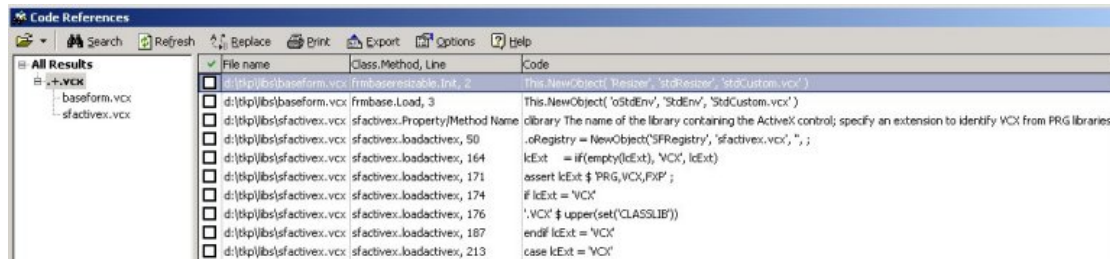 Code References
Search Refresh Replace Print Export Options Help
All Results
.+.vcx
baseform.vcx
sfactivex.vcx
File name Class.Method, Line Code
d:\tkp\libs\baseform.vcx frmbaseresizable.Init, 2 This.NewObject( 'Resizer', 'stdResizer', 'stdCustom.vcx' )
d:\tkp\libs\baseform.vcx frmbase.Load, 3 This.NewObject( 'oStdEnv', 'StdEnv', 'StdCustom.vcx' )
d:\tkp\libs\sfactivex.vcx sfactivex.Property/Method Name clibrary The name of the library containing the ActiveX control; specify an extension to identify VCX from PRG libraries
d:\tkp\libs\sfactivex.vcx sfactivex.loadactivex, 50 .oRegistry = NewObject('SFRegistry', 'sfactivex.vcx', '', ;
d:\tkp\libs\sfactivex.vcx sfactivex.loadactivex, 164 lcExt = iif(empty(lcExt), 'VCX', lcExt)
d:\tkp\libs\sfactivex.vcx sfactivex.loadactivex, 171 assert lcExt $ 'PRG,VCX,FXP' ;
d:\tkp\libs\sfactivex.vcx sfactivex.loadactivex, 174 if lcExt = 'VCX'
d:\tkp\libs\sfactivex.vcx sfactivex.loadactivex, 176 '.VCX' $ upper(set('CLASSLIB'))
d:\tkp\libs\sfactivex.vcx sfactivex.loadactivex, 187 endif lcExt = 'VCX'
d:\tkp\libs\sfactivex.vcx sfactivex.loadactivex, 213 case lcExt = 'VCX'